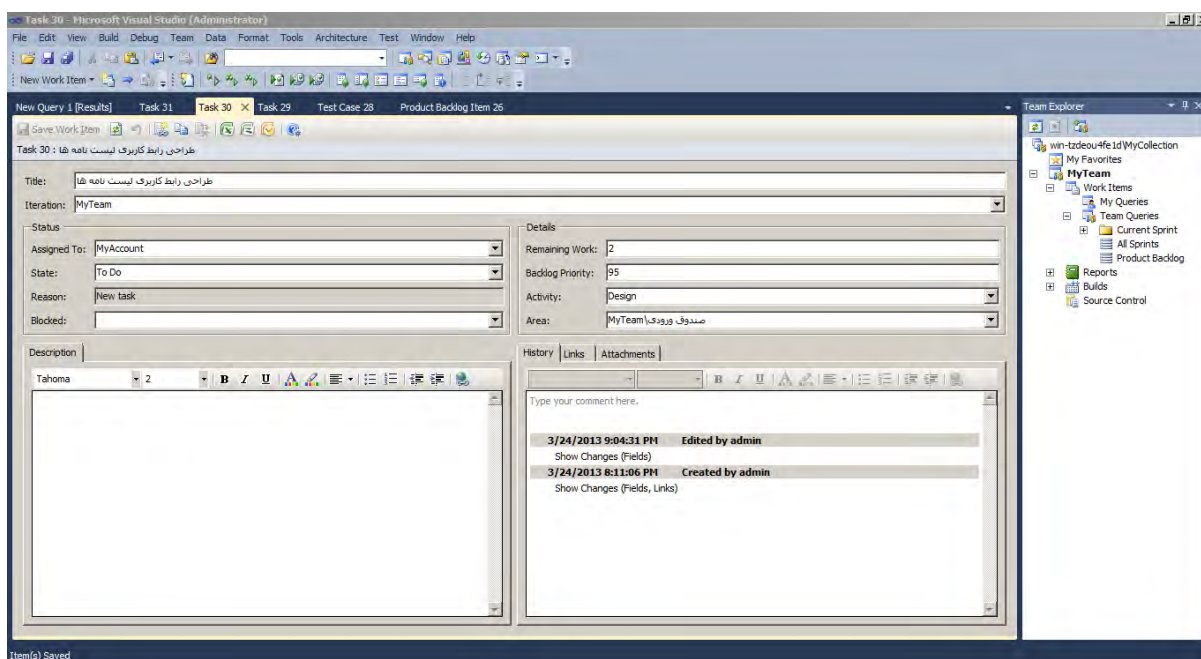 Task 30 - Microsoft Visual Studio (Administrator)
File Edit View Build Debug Team Data Format Tools Architecture Test Window Help
New Work Item
New Query 1 [Results] Task 31 Task 30 Task 29 Test Case 28 Product Backlog Item 26
Save Work Item
Task 30 : طراحی رابط کاربری لیست نامه ها
Title: طراحی رابط کاربری لیست نامه ها
Iteration: MyTeam
Status
Assigned To: MyAccount
State: To Do
Reason: New task
Blocked:
Details
Remaining Work: 2
Backlog Priority: 95
Activity: Design
Area: MyTeam\صندوق ورودی
Description
Tahoma 2 B I U A
History Links Attachments
B I U A
Type your comment here.
3/24/2013 9:04:31 PM Edited by admin
Show Changes (Fields)
3/24/2013 8:11:06 PM Created by admin
Show Changes (Fields, Links)
Team Explorer
win-tzdeou4fe1d\MyCollection
My Favorites
MyTeam
Work Items
My Queries
Team Queries
Current Sprint
All Sprints
Product Backlog
Reports
Builds
Source Control
Item(s) Saved